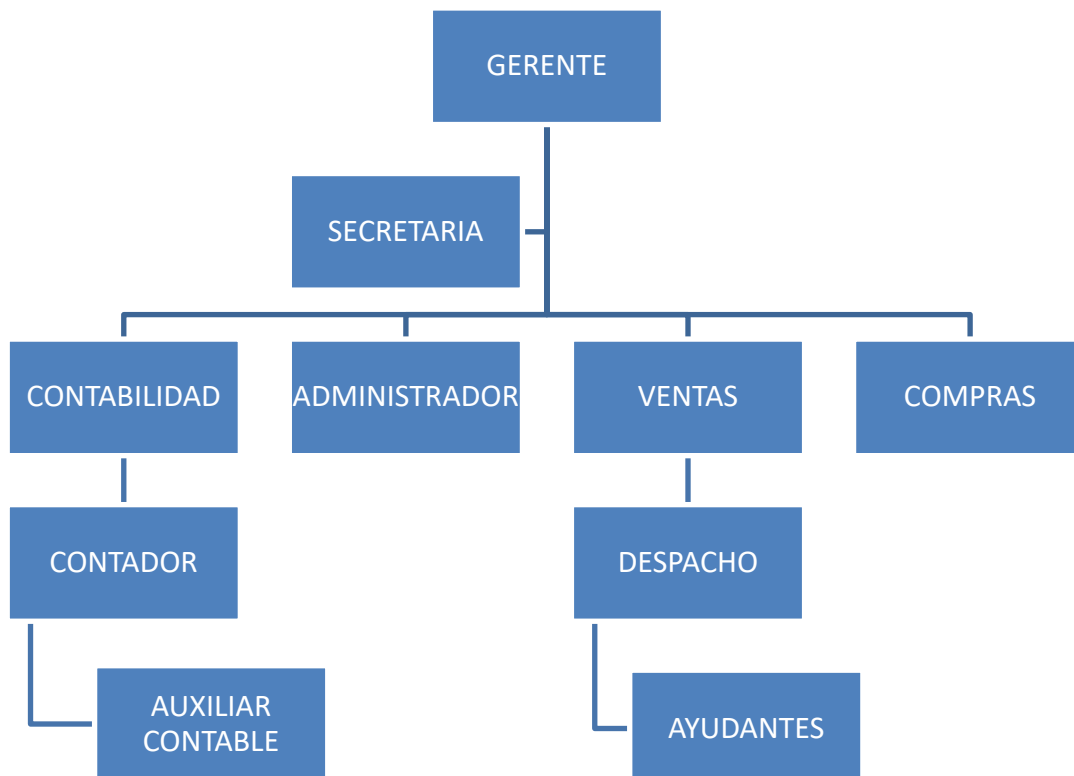 GERENTE
SECRETARIA
CONTABILIDAD
ADMINISTRADOR
VENTAS
COMPRAS
CONTADOR
DESPACHO
AUXILIAR
CONTABLE
AYUDANTES